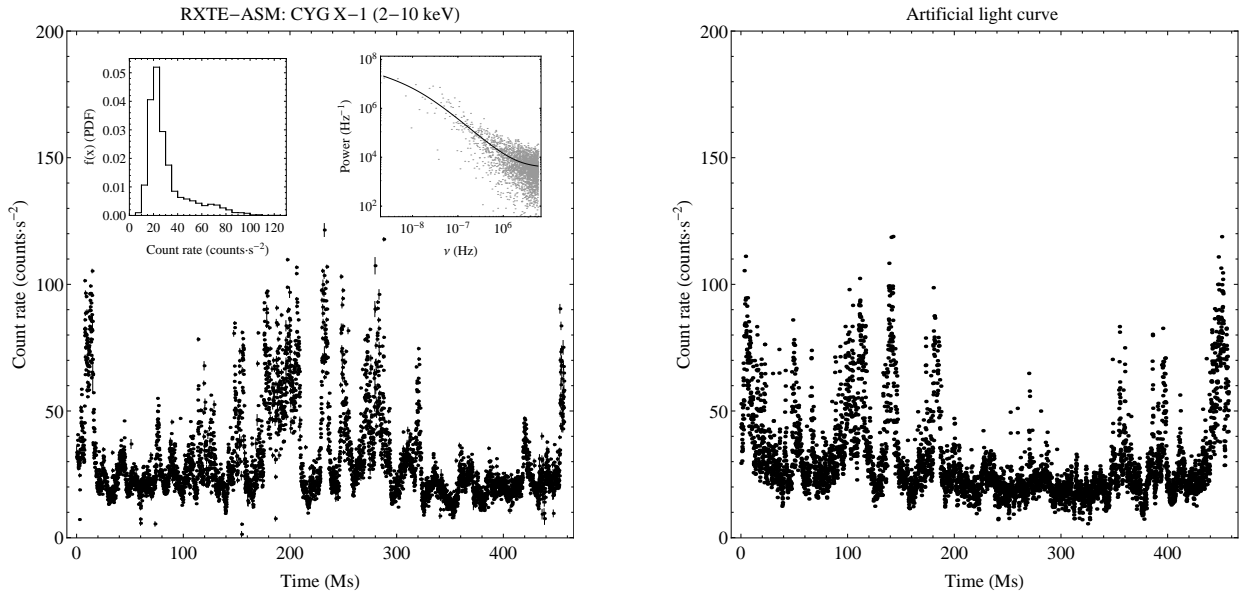 RXTE−ASM: CYG X−1 (2−10 keV)
200
150
100
50
0
Count rate (counts·s⁻²)
0 100 200 300 400
Time (Ms)
0.05
0.04
0.03
0.02
0.01
0.00
f(x) (PDF)
0 20 40 60 80 100 120
Count rate (counts·s⁻²)
10⁸
10⁶
10⁴
10²
Power (Hz⁻¹)
10⁻⁸ 10⁻⁷ 10⁻⁶
ν (Hz)
Artificial light curve
200
150
100
50
0
Count rate (counts·s⁻²)
0 100 200 300 400
Time (Ms)